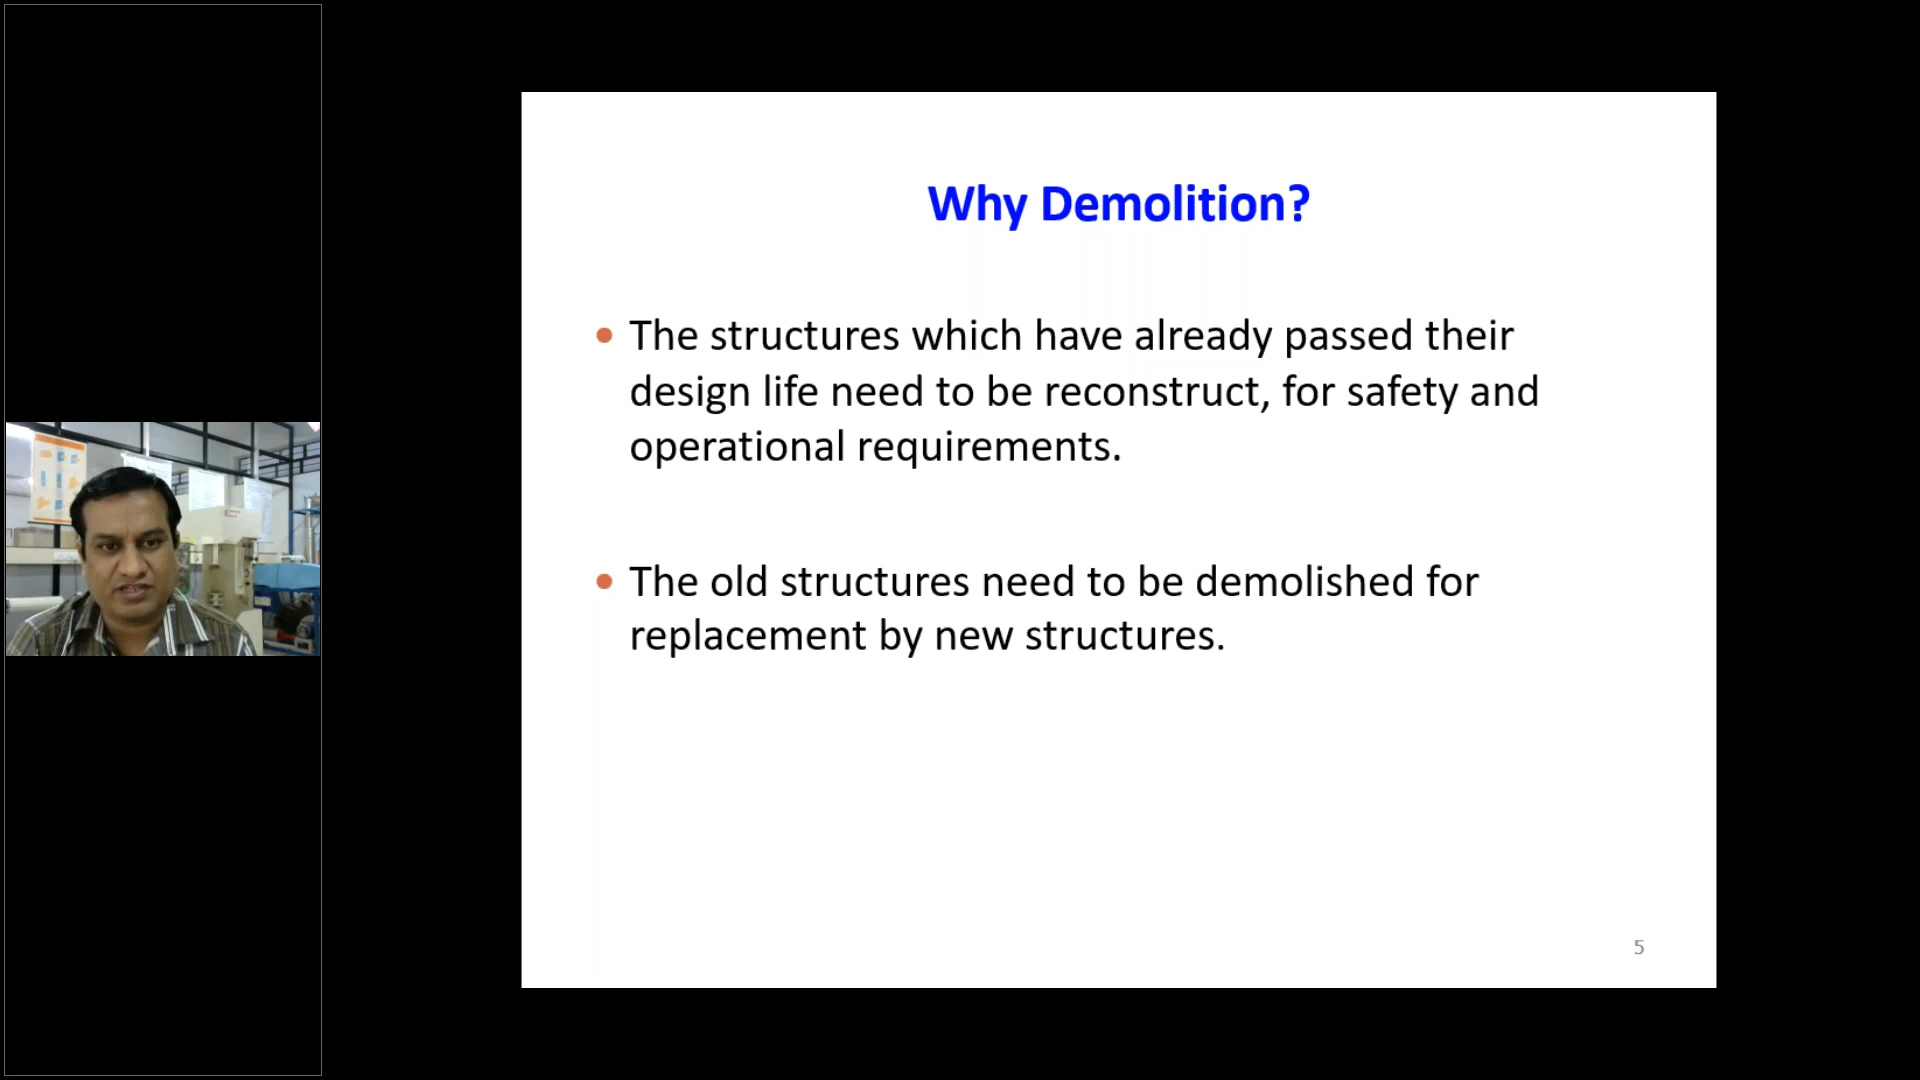 Why Demolition?
The structures which have already passed their
design life need to be reconstruct, for safety and
operational requirements.
The old structures need to be demolished for
replacement by new structures.
5